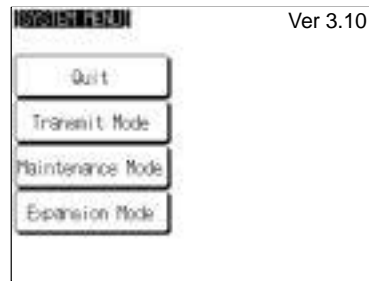 [SYSTEM MENU] Ver 3.10
Quit
Transmit Mode
Maintenance Mode
Expansion Mode